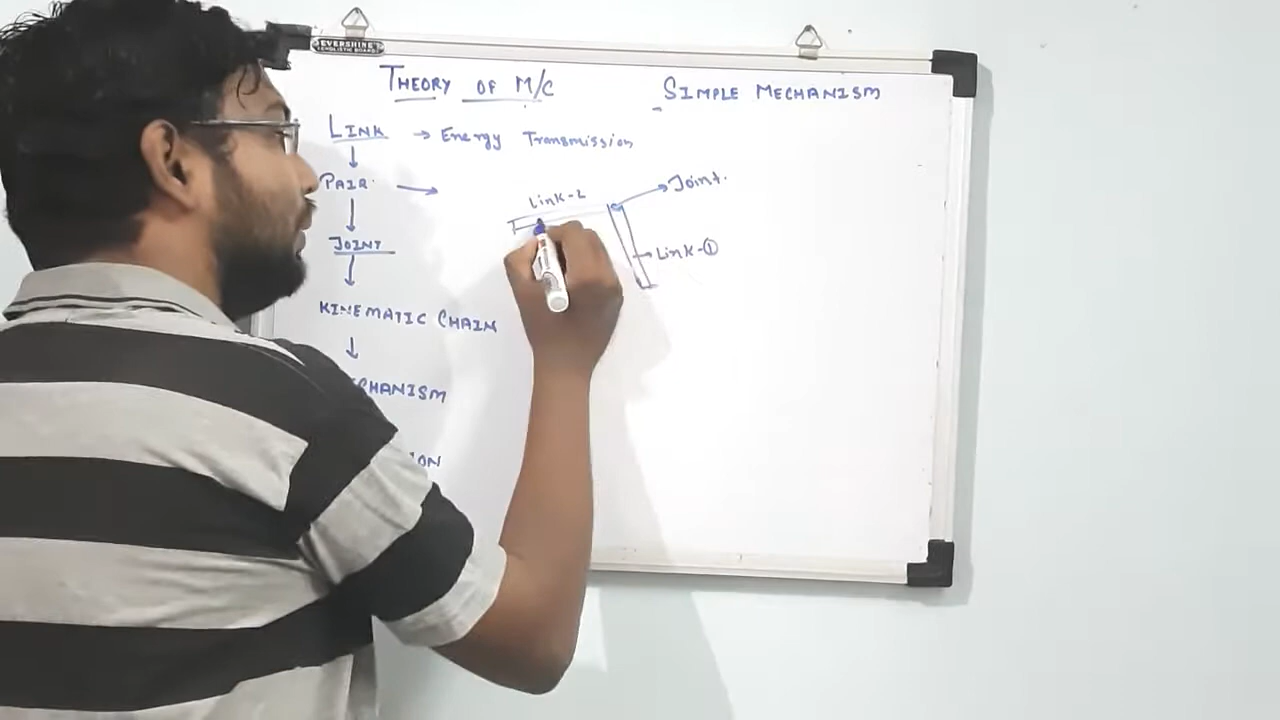 EVERSHINE
THEORY OF M/C
SIMPLE MECHANISM
LINK → Energy Transmission
PAIR →
Link-2
Joint.
JOINT
Link-①
KINEMATIC CHAIN